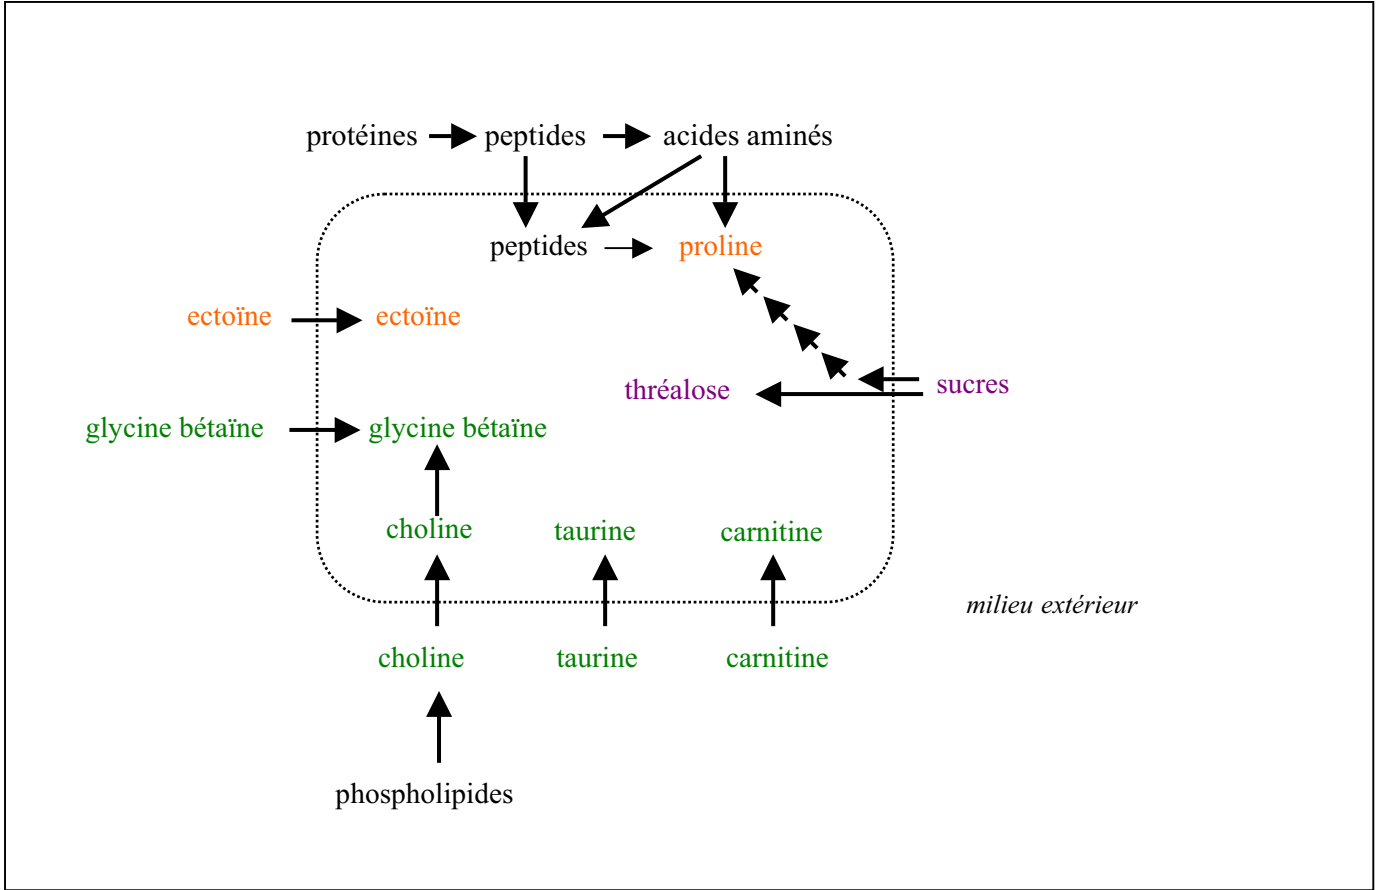 protéines peptides acides aminés
peptides proline
ectoïne ectoïne
thréalose sucres
glycine bétaïne glycine bétaïne
choline taurine carnitine
milieu extérieur
choline taurine carnitine
phospholipides